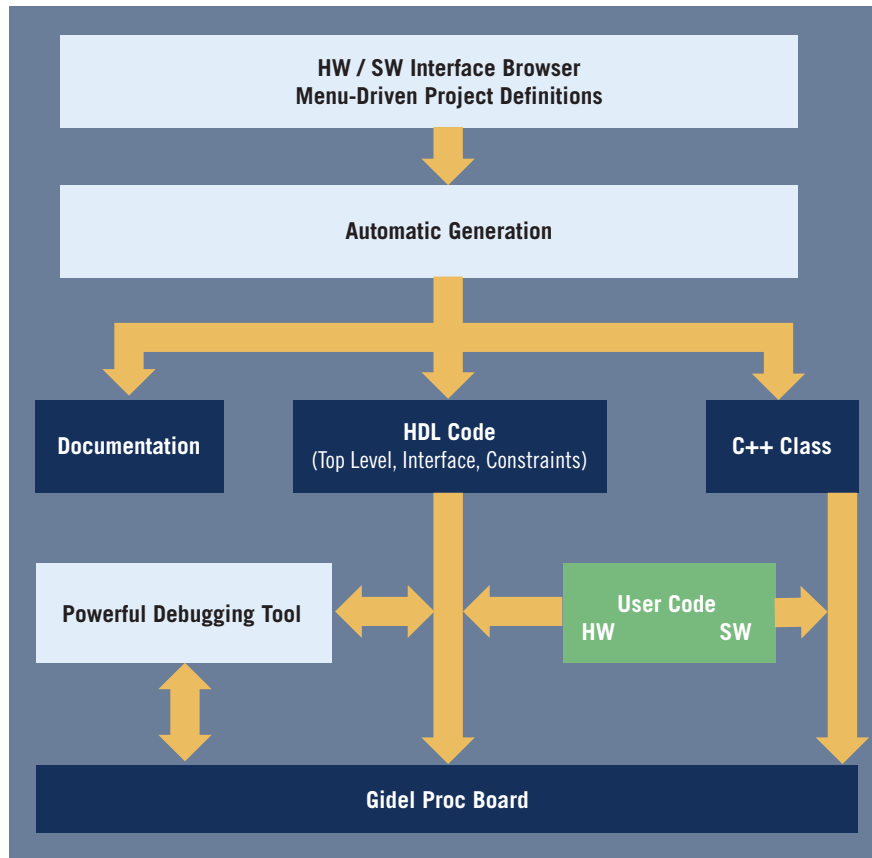 HW / SW Interface Browser
Menu-Driven Project Definitions
Automatic Generation
Documentation
HDL Code
(Top Level, Interface, Constraints)
C++ Class
Powerful Debugging Tool
User Code
HW SW
Gidel Proc Board